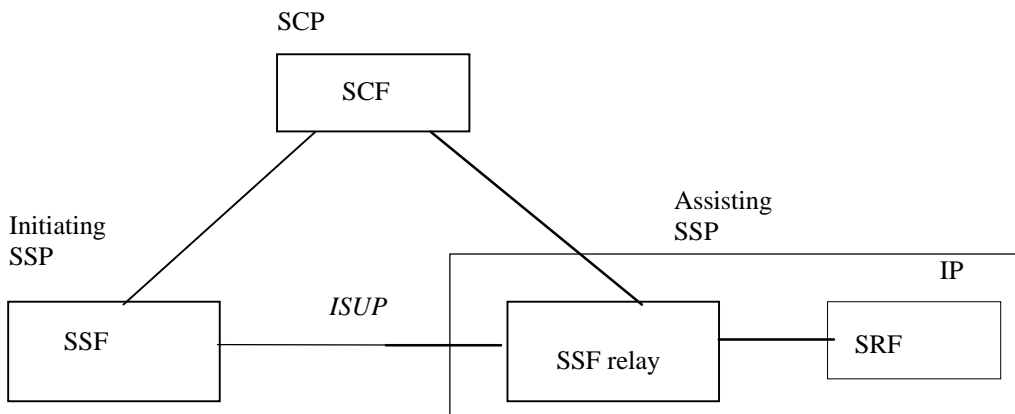 SCP
SCF
Initiating
SSP
Assisting
SSP
IP
ISUP
SSF
SSF relay
SRF